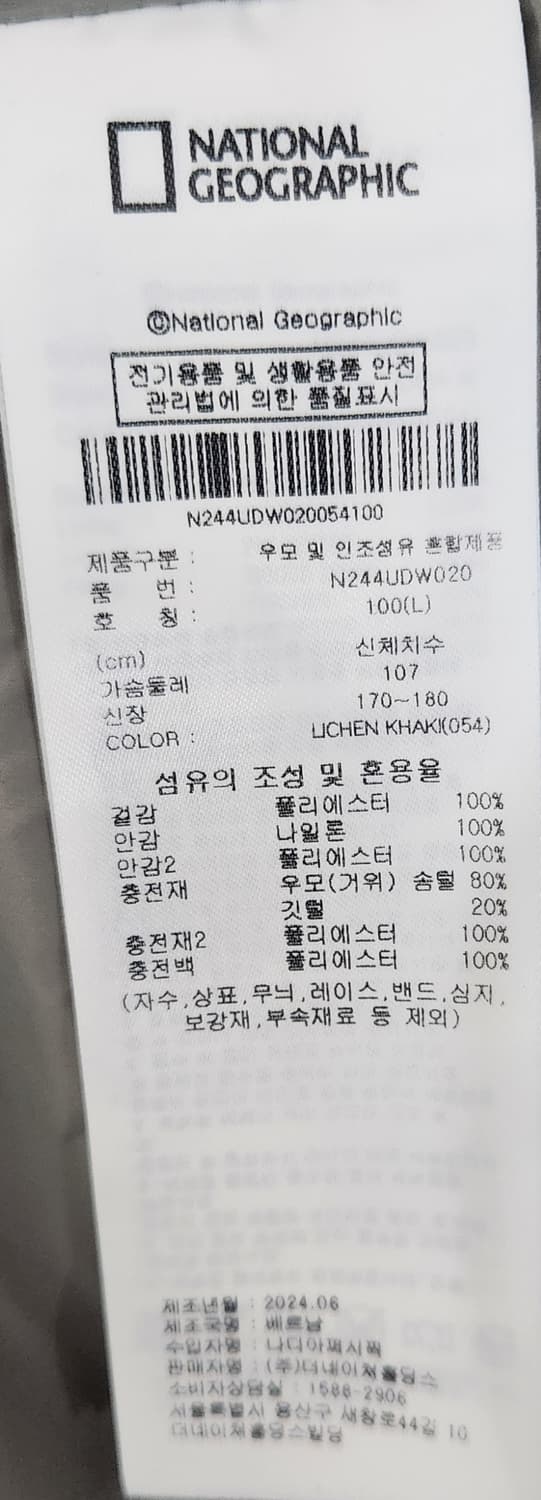 NATIONAL
GEOGRAPHIC
©National Geographic
전기용품 및 생활용품 안전
관리법에 의한 품질표시
N244UDW020054100
제품구분 : 우모 및 인조섬유 혼합제품
품 번 : N244UDW020
호 칭 : 100(L)
(cm) 신체치수
가슴둘레 107
신장 170~180
COLOR : LICHEN KHAKI(054)
섬유의 조성 및 혼용율
겉감 폴리에스터 100%
안감 나일론 100%
안감2 폴리에스터 100%
충전재 우모(거위) 솜털 80%
깃털 20%
충전재2 폴리에스터 100%
충전백 폴리에스터 100%
(자수,상표,무늬,레이스,밴드,심지,
보강재,부속재료 등 제외)
제조년월 : 2024.06
제조국명 : 베트남
수입자명 : 나디아퍼시픽
판매자명 : (주)더네이쳐홀딩스
소비자상담실 : 1588-2906
서울특별시 용산구 새창로44길 10
더네이쳐홀딩스빌딩